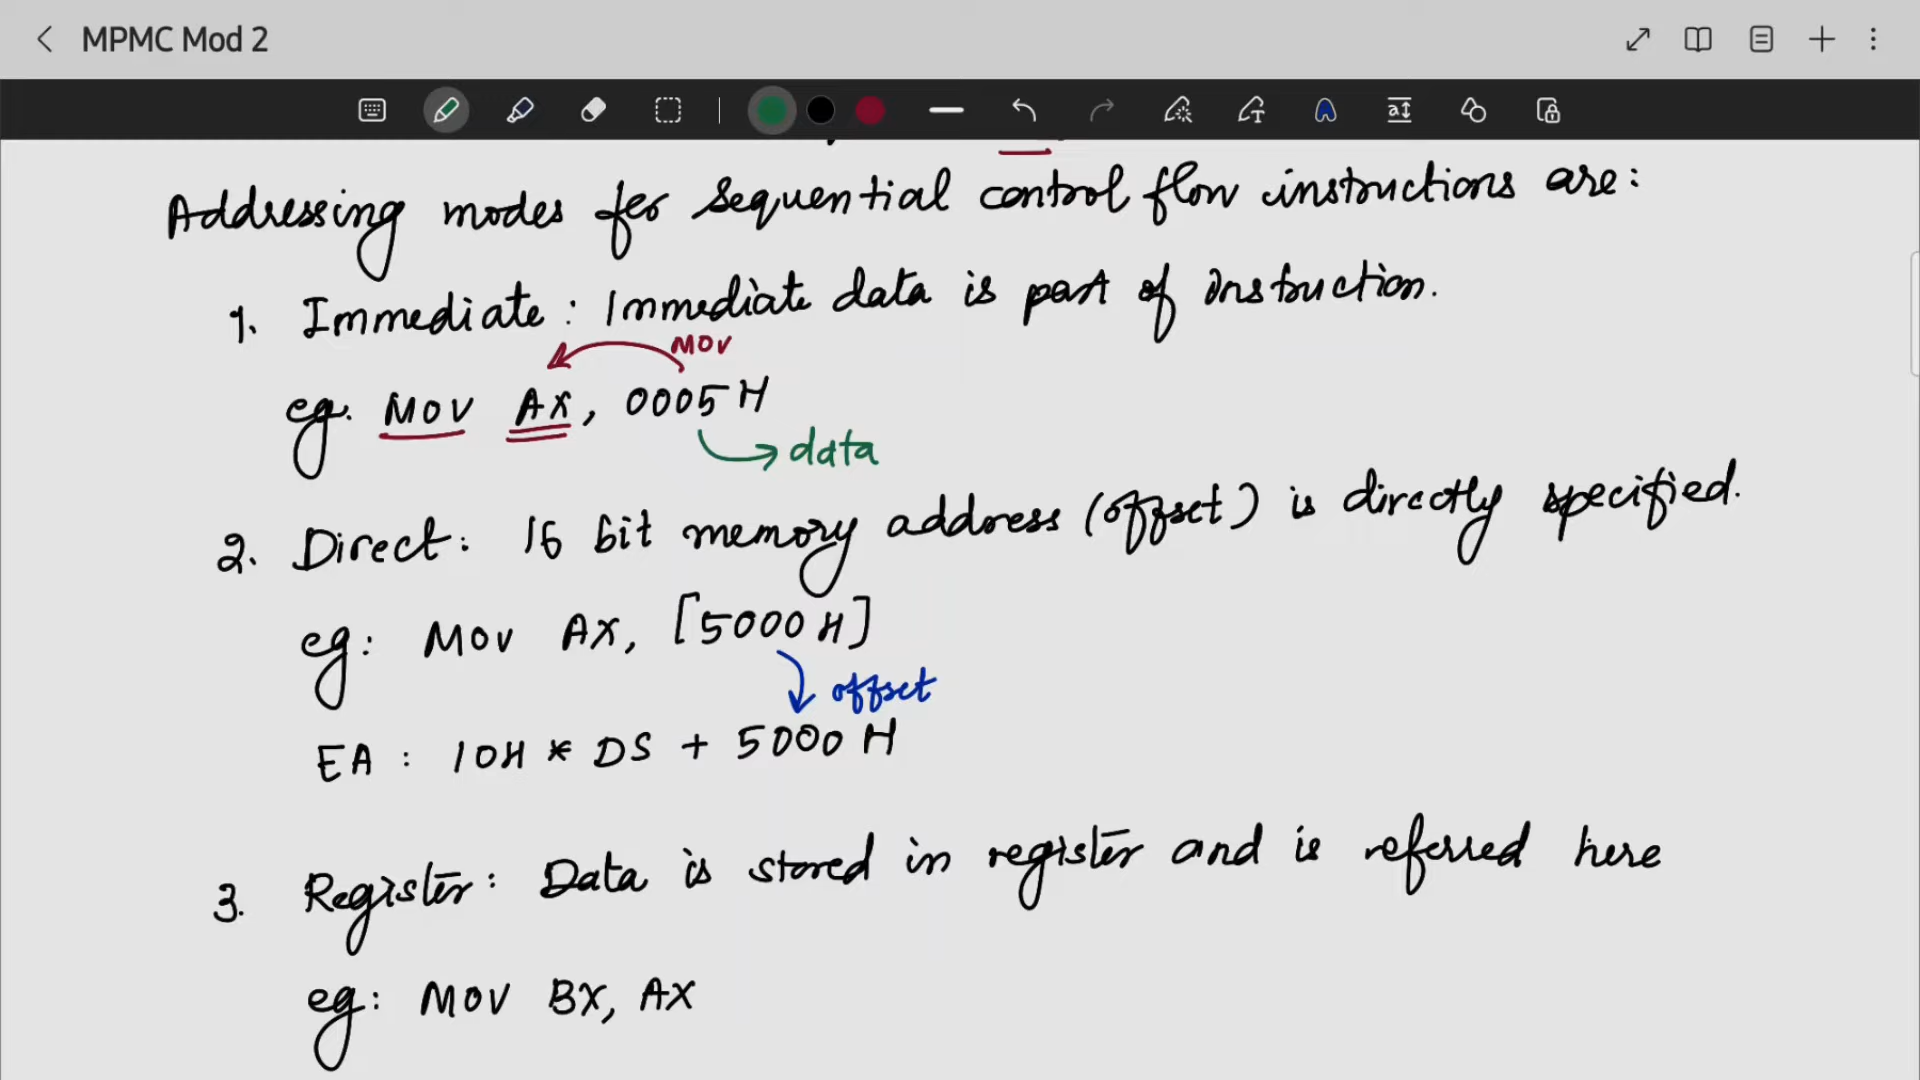 MPMC Mod 2
Addressing modes for sequential control flow instructions are:
1. Immediate: Immediate data is part of instruction.
MOV
eg. MOV AX, 0005H
data
2. Direct: 16 bit memory address (offset) is directly specified.
eg: MOV AX, [5000H]
offset
EA: 10H * DS + 5000H
3. Register: Data is stored in register and is referred here
eg: MOV BX, AX